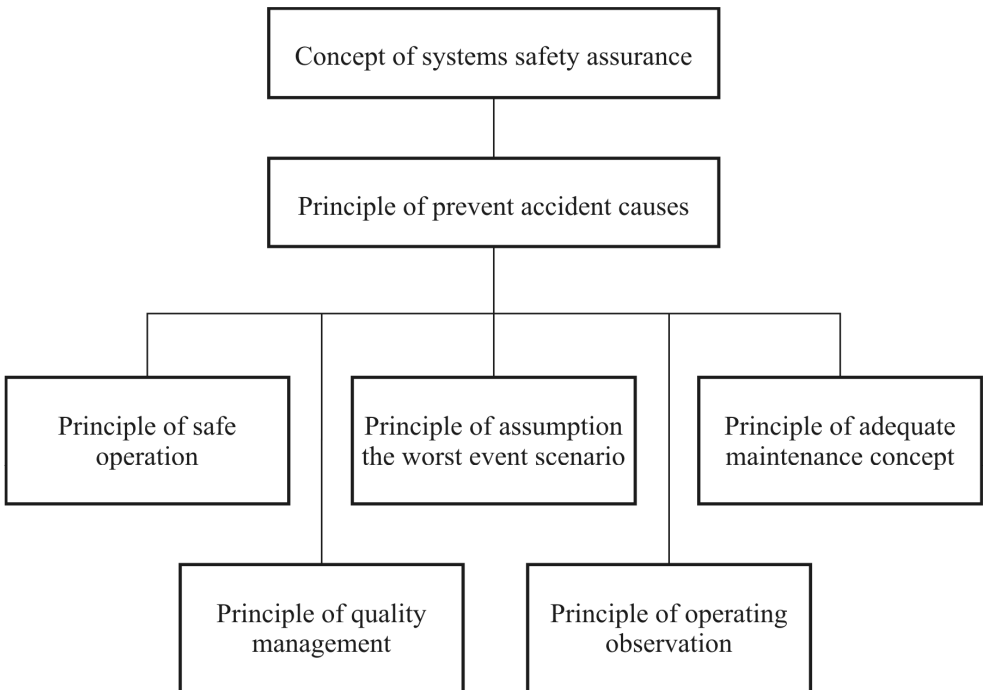 Concept of systems safety assurance
Principle of prevent accident causes
Principle of safe
operation
Principle of assumption
the worst event scenario
Principle of adequate
maintenance concept
Principle of quality
management
Principle of operating
observation